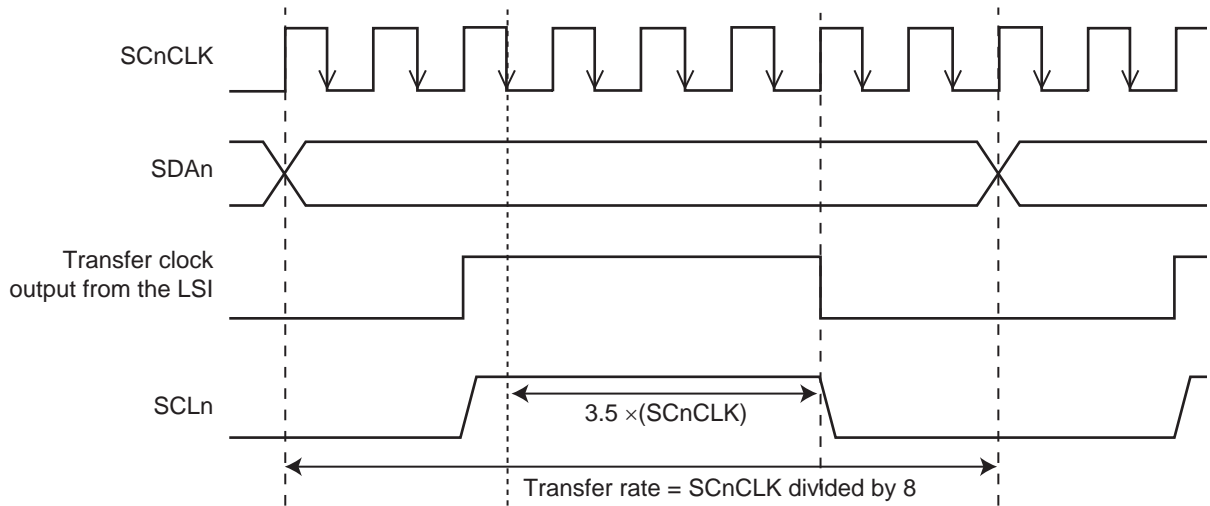 SCnCLK
SDAn
Transfer clock
output from the LSI
SCLn
3.5 ×(SCnCLK)
Transfer rate = SCnCLK divided by 8